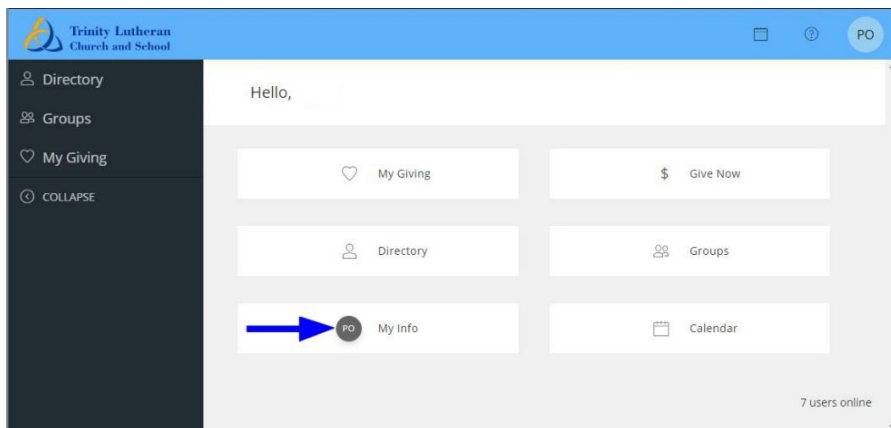 Trinity Lutheran
Church and School
PO
Directory
Groups
My Giving
COLLAPSE
Hello,
My Giving
$ Give Now
Directory
Groups
PO My Info
Calendar
7 users online